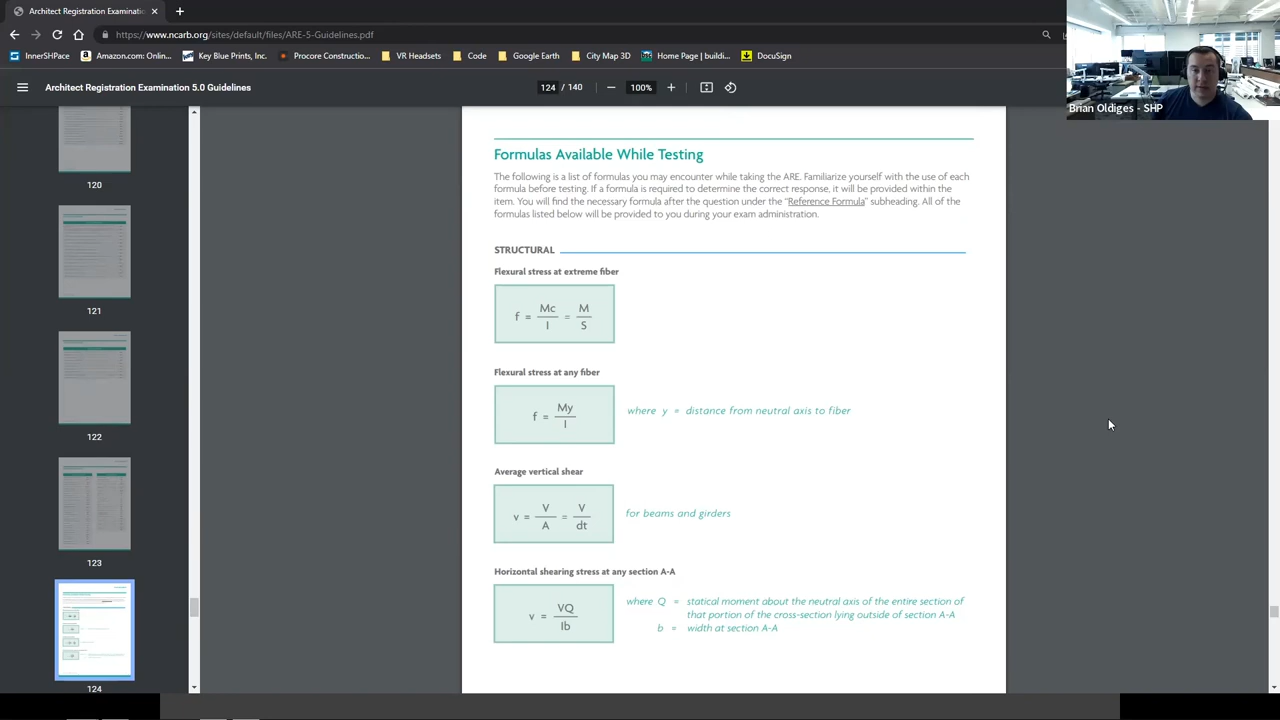 Architect Registration Examinati
https://www.ncarb.org/sites/default/files/ARE-5-Guidelines.pdf
InnerSHPace
Amazon.com: Onlin...
Key Blue Prints, Inc.
Procore Connect
VR Headset
Code
City Map 3D
Home Page | buildi...
DocuSign
Brian Oldiges - SHP
Architect Registration Examination 5.0 Guidelines
124 / 140
100%
120
121
122
123
124
Formulas Available While Testing
The following is a list of formulas you may encounter while taking the ARE. Familiarize yourself with the use of each
formula before testing. If a formula is required to determine the correct response, it will be provided within the
item. You will find the necessary formula after the question under the “Reference Formula” subheading. All of the
formulas listed below will be provided to you during your exam administration.
STRUCTURAL
Flexural stress at extreme fiber
f = Mc/I = M/S
Flexural stress at any fiber
f = My/I where y = distance from neutral axis to fiber
Average vertical shear
v = V/A = V/dt for beams and girders
Horizontal shearing stress at any section A-A
v = VQ/Ib where Q = statical moment about the neutral axis of the entire section of
that portion of the cross-section lying outside of section A-A
b = width at section A-A